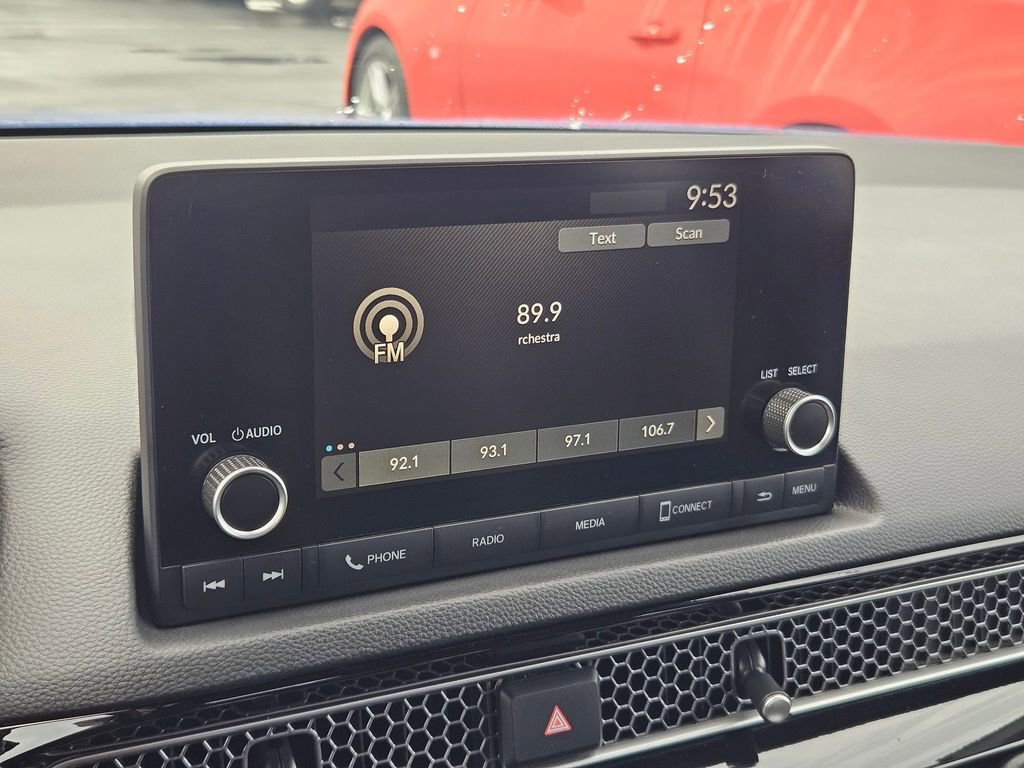 9:53
Text Scan
89.9
rchestra
FM
LIST SELECT
VOL AUDIO
92.1 93.1 97.1 106.7
PHONE RADIO MEDIA CONNECT MENU